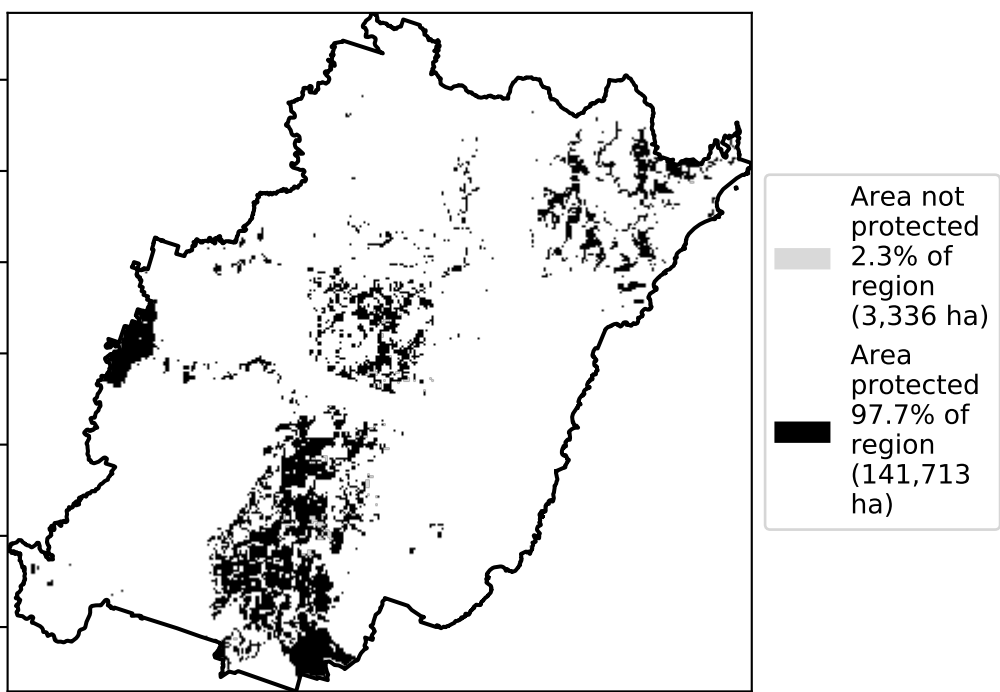 Area not
protected
2.3% of
region
(3,336 ha)
Area
protected
97.7% of
region
(141,713
ha)